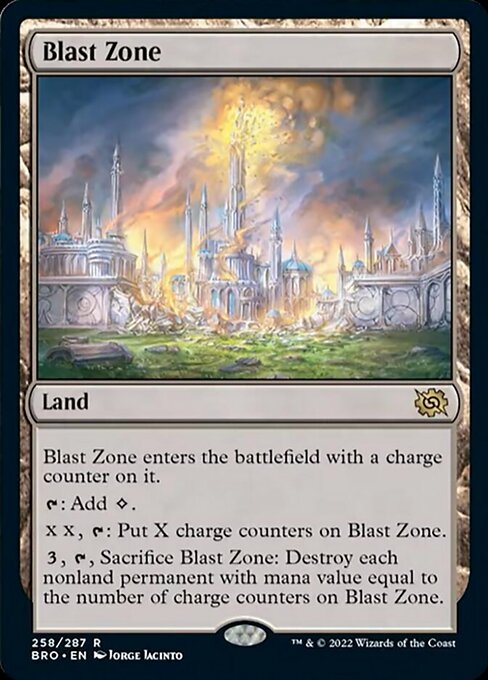 Blast Zone
Land
Blast Zone enters the battlefield with a charge
counter on it.
: Add .
X X, : Put X charge counters on Blast Zone.
3, , Sacrifice Blast Zone: Destroy each
nonland permanent with mana value equal to
the number of charge counters on Blast Zone.
258/287 R
BRO • EN Jorge Jacinto
™ & © 2022 Wizards of the Coast